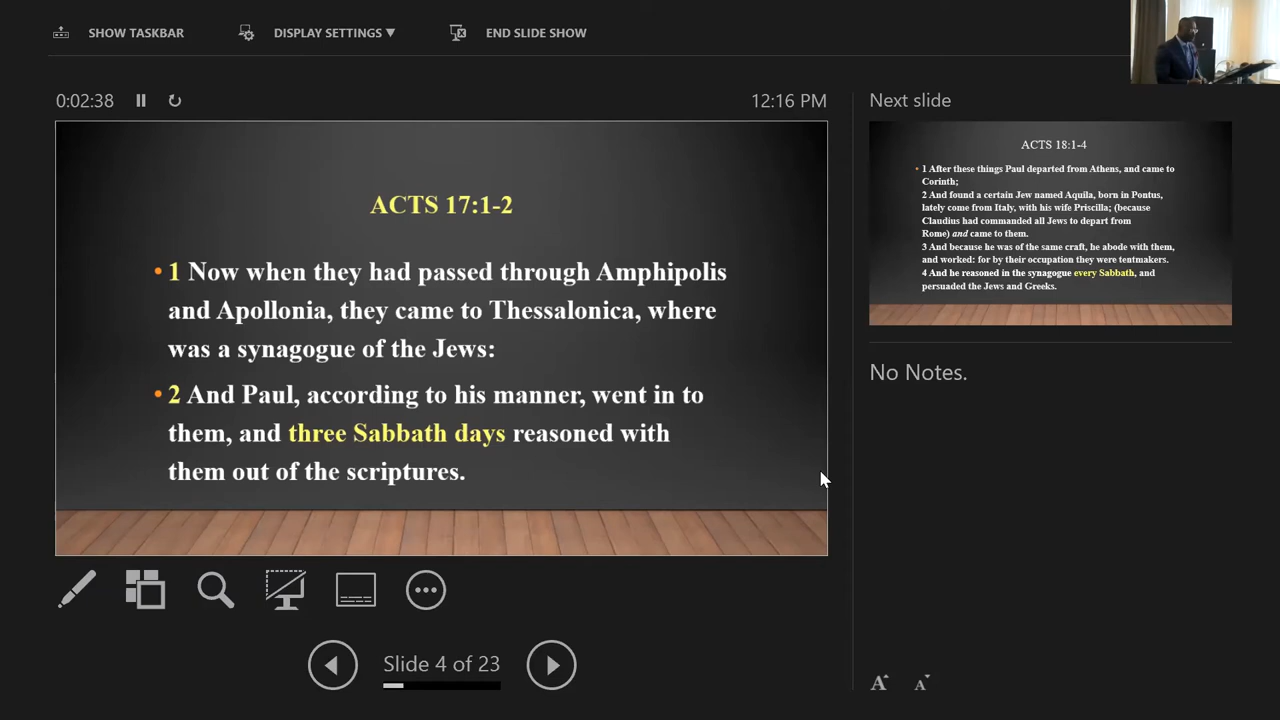 SHOW TASKBAR
DISPLAY SETTINGS ▼
END SLIDE SHOW
0:02:38
12:16 PM
ACTS 17:1-2
• 1 Now when they had passed through Amphipolis
and Apollonia, they came to Thessalonica, where
was a synagogue of the Jews:
• 2 And Paul, according to his manner, went in to
them, and three Sabbath days reasoned with
them out of the scriptures.
Slide 4 of 23
Next slide
ACTS 18:1-4
• 1 After these things Paul departed from Athens, and came to
Corinth;
2 And found a certain Jew named Aquila, born in Pontus,
lately come from Italy, with his wife Priscilla; (because
Claudius had commanded all Jews to depart from
Rome) and came to them.
3 And because he was of the same craft, he abode with them,
and worked: for by their occupation they were tentmakers.
4 And he reasoned in the synagogue every Sabbath, and
persuaded the Jews and Greeks.
No Notes.
A A